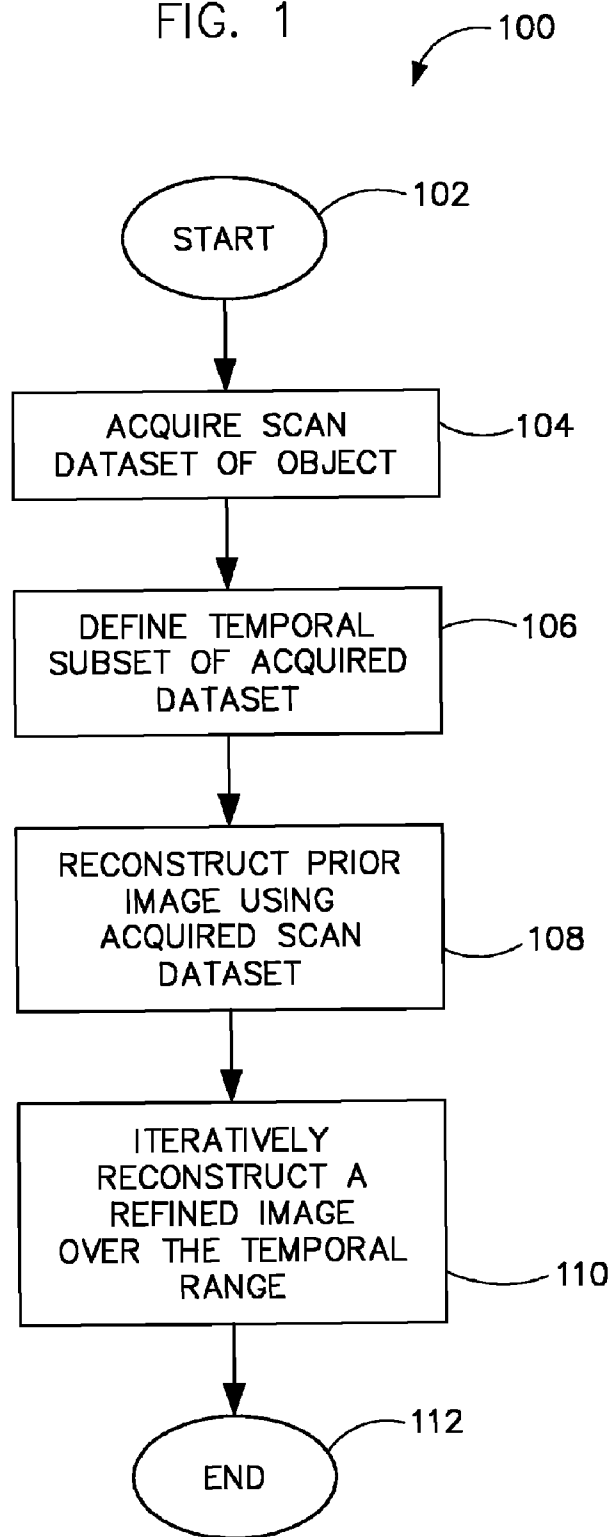 FIG. 1
100
102
START
ACQUIRE SCAN
DATASET OF OBJECT
104
DEFINE TEMPORAL
SUBSET OF ACQUIRED
DATASET
106
RECONSTRUCT PRIOR
IMAGE USING
ACQUIRED SCAN
DATASET
108
ITERATIVELY
RECONSTRUCT A
REFINED IMAGE
OVER THE TEMPORAL
RANGE
110
112
END